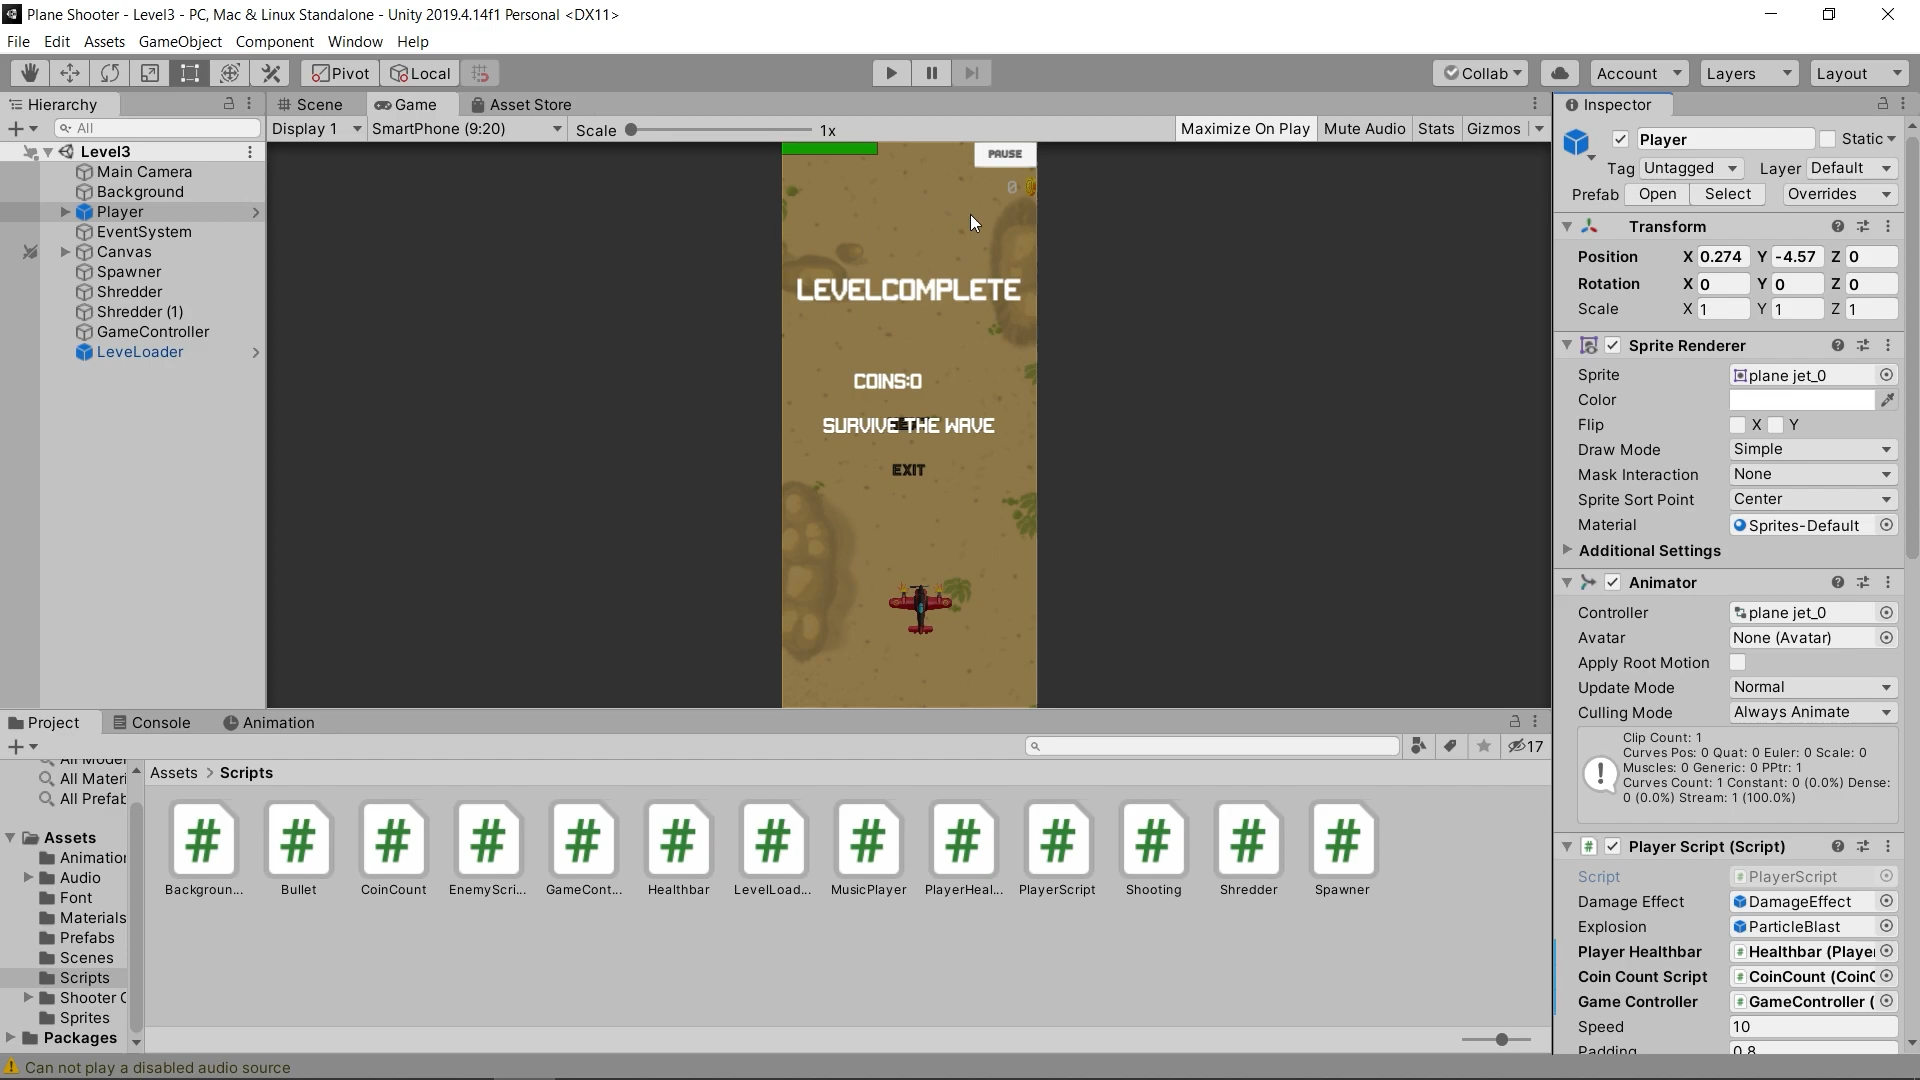 Plane Shooter - Level3 - PC, Mac & Linux Standalone - Unity 2019.4.14f1 Personal <DX11>
File Edit Assets GameObject Component Window Help
Pivot Local Collab Account Layers Layout
Hierarchy
All
Level3
Main Camera
Background
Player
EventSystem
Canvas
Spawner
Shredder
Shredder (1)
GameController
LeveLoader
Scene Game Asset Store
Display 1 SmartPhone (9:20) Scale 1x Maximize On Play Mute Audio Stats Gizmos
PAUSE
0
LEVELCOMPLETE
COINS:0
SURVIVE THE WAVE
EXIT
Inspector
Player Static
Tag Untagged Layer Default
Prefab Open Select Overrides
Transform
Position X 0.274 Y -4.57 Z 0
Rotation X 0 Y 0 Z 0
Scale X 1 Y 1 Z 1
Sprite Renderer
Sprite plane jet_0
Color
Flip X Y
Draw Mode Simple
Mask Interaction None
Sprite Sort Point Center
Material Sprites-Default
Additional Settings
Animator
Controller plane jet_0
Avatar None (Avatar)
Apply Root Motion
Update Mode Normal
Culling Mode Always Animate
Clip Count: 1
Curves Pos: 0 Quat: 0 Euler: 0 Scale: 0
Muscles: 0 Generic: 0 PPtr: 1
Curves Count: 1 Constant: 0 (0.0%) Dense:
0 (0.0%) Stream: 1 (100.0%)
Player Script (Script)
Script PlayerScript
Damage Effect DamageEffect
Explosion ParticleBlast
Player Healthbar Healthbar (Player
Coin Count Script CoinCount (CoinC
Game Controller GameController (
Speed 10
Padding 0.8
Project Console Animation
17
All Model
All Materi
All Prefab
Assets
Animation
Audio
Font
Materials
Prefabs
Scenes
Scripts
Shooter G
Sprites
Packages
Assets > Scripts
Backgroun... Bullet CoinCount EnemyScri... GameCont... Healthbar LevelLoad... MusicPlayer PlayerHeal... PlayerScript Shooting Shredder Spawner
Can not play a disabled audio source